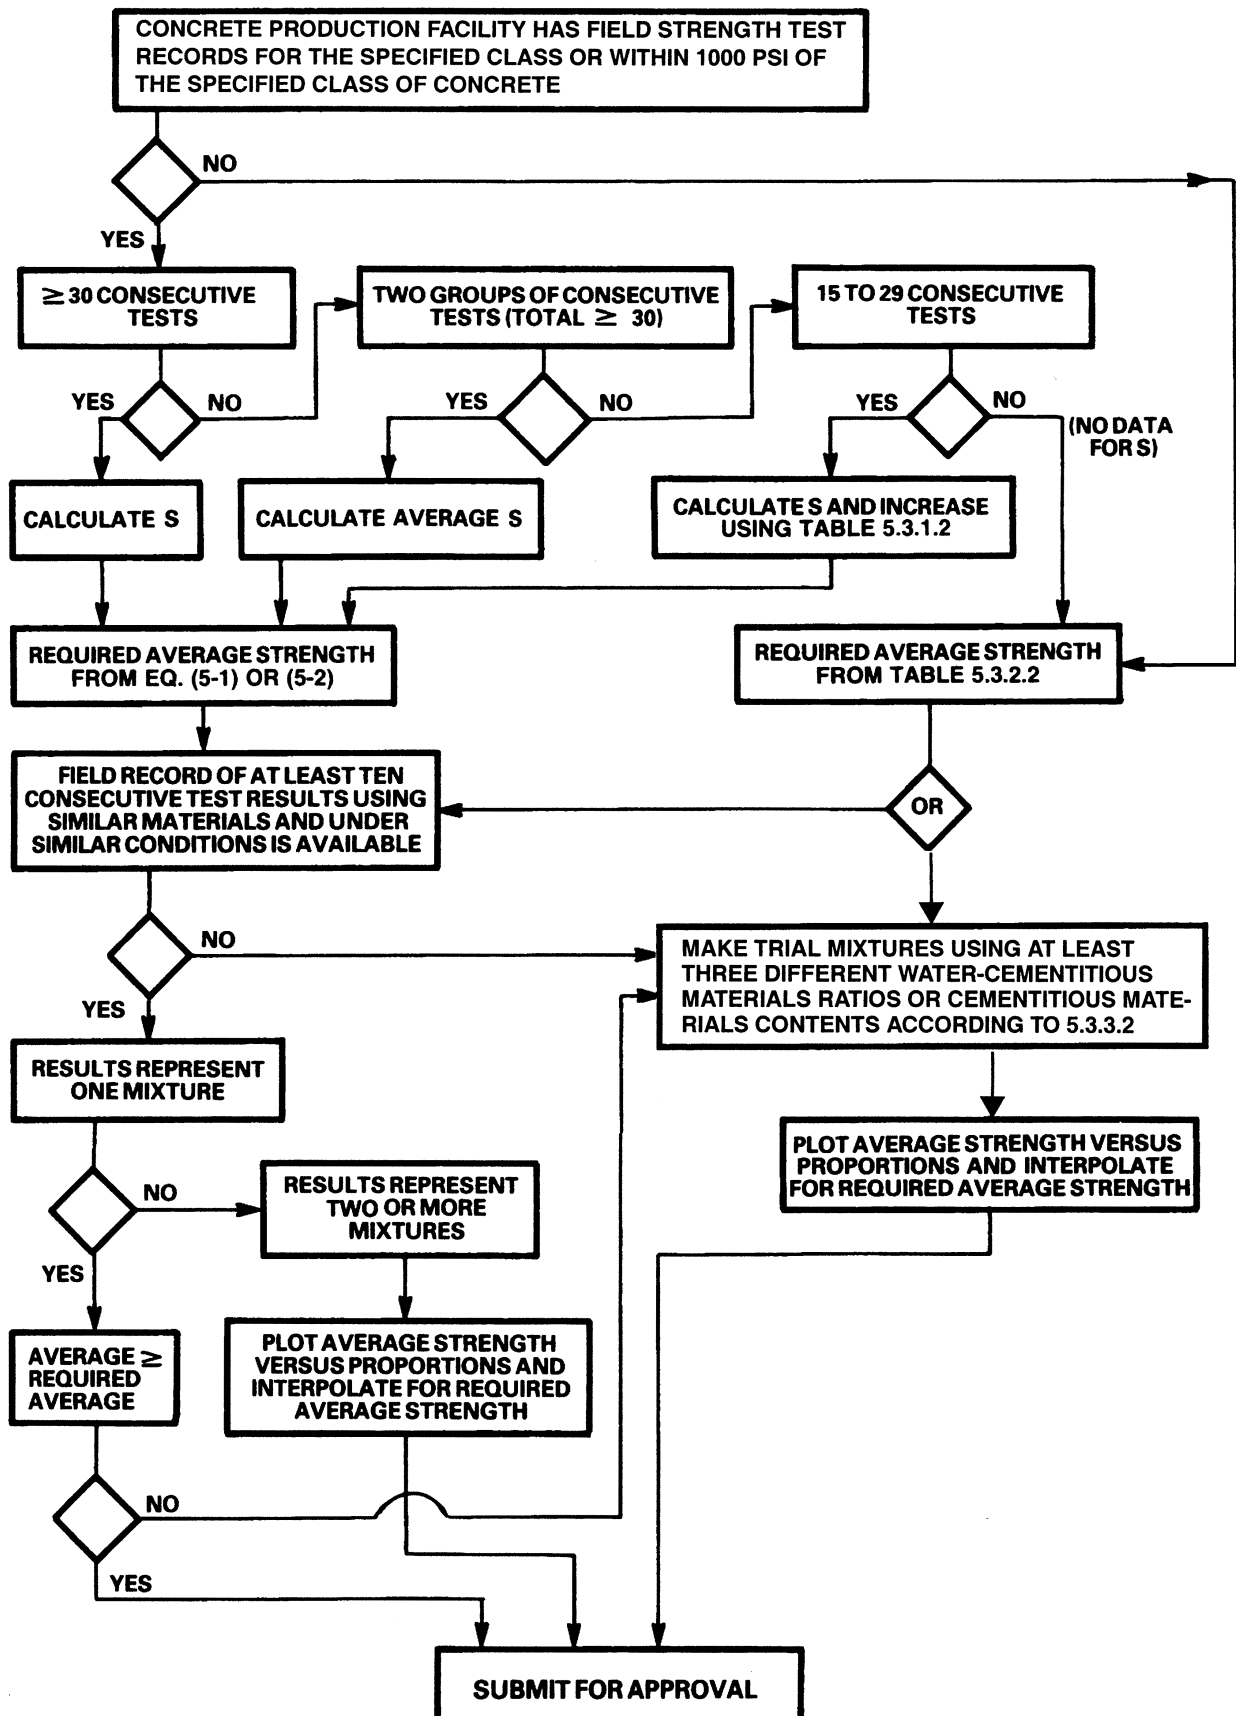 CONCRETE PRODUCTION FACILITY HAS FIELD STRENGTH TEST
RECORDS FOR THE SPECIFIED CLASS OR WITHIN 1000 PSI OF
THE SPECIFIED CLASS OF CONCRETE
NO
YES
≥ 30 CONSECUTIVE
TESTS
TWO GROUPS OF CONSECUTIVE
TESTS (TOTAL ≥ 30)
15 TO 29 CONSECUTIVE
TESTS
YES
NO
YES
NO
YES
NO
(NO DATA
FOR S)
CALCULATE S
CALCULATE AVERAGE S
CALCULATE S AND INCREASE
USING TABLE 5.3.1.2
REQUIRED AVERAGE STRENGTH
FROM EQ. (5-1) OR (5-2)
REQUIRED AVERAGE STRENGTH
FROM TABLE 5.3.2.2
FIELD RECORD OF AT LEAST TEN
CONSECUTIVE TEST RESULTS USING
SIMILAR MATERIALS AND UNDER
SIMILAR CONDITIONS IS AVAILABLE
OR
NO
YES
MAKE TRIAL MIXTURES USING AT LEAST
THREE DIFFERENT WATER-CEMENTITIOUS
MATERIALS RATIOS OR CEMENTITIOUS MATE-
RIALS CONTENTS ACCORDING TO 5.3.3.2
RESULTS REPRESENT
ONE MIXTURE
PLOT AVERAGE STRENGTH VERSUS
PROPORTIONS AND INTERPOLATE
FOR REQUIRED AVERAGE STRENGTH
NO
YES
RESULTS REPRESENT
TWO OR MORE
MIXTURES
AVERAGE ≥
REQUIRED
AVERAGE
PLOT AVERAGE STRENGTH
VERSUS PROPORTIONS AND
INTERPOLATE FOR REQUIRED
AVERAGE STRENGTH
NO
YES
SUBMIT FOR APPROVAL